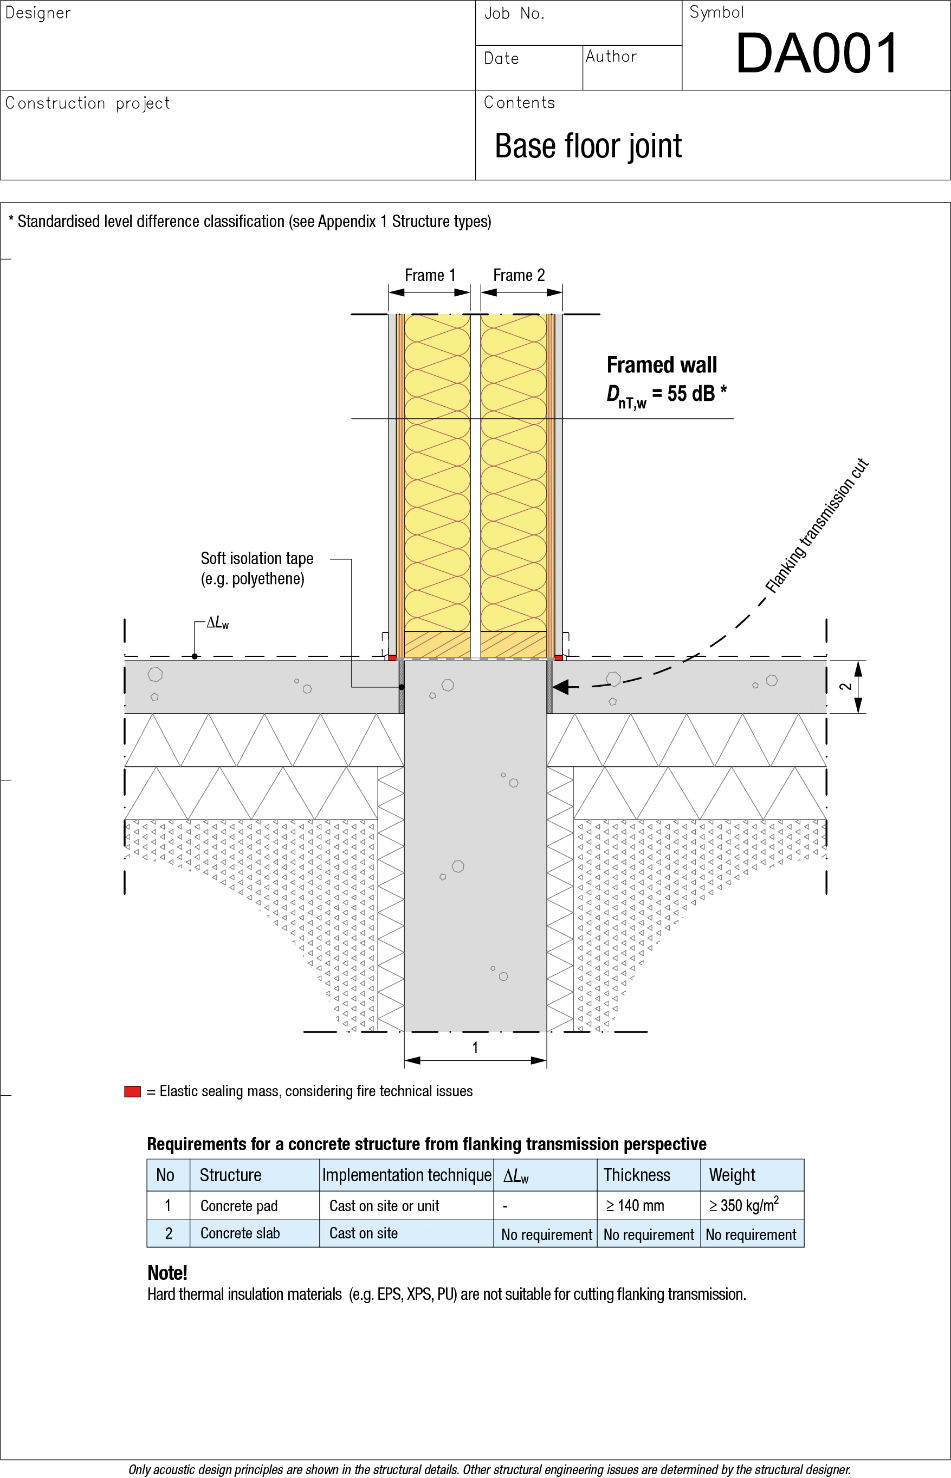 Designer
Job No.
Symbol
DA001
Date
Author
Construction project
Contents
Base floor joint
* Standardised level difference classification (see Appendix 1 Structure types)
Frame 1
Frame 2
Framed wall
DnT,w = 55 dB *
Flanking transmission cut
Soft isolation tape
(e.g. polyethene)
ΔLw
2
1
= Elastic sealing mass, considering fire technical issues
Requirements for a concrete structure from flanking transmission perspective
No Structure Implementation technique ΔLw Thickness Weight
1 Concrete pad Cast on site or unit - ≥ 140 mm ≥ 350 kg/m²
2 Concrete slab Cast on site No requirement No requirement No requirement
Note!
Hard thermal insulation materials (e.g. EPS, XPS, PU) are not suitable for cutting flanking transmission.
Only acoustic design principles are shown in the structural details. Other structural engineering issues are determined by the structural designer.